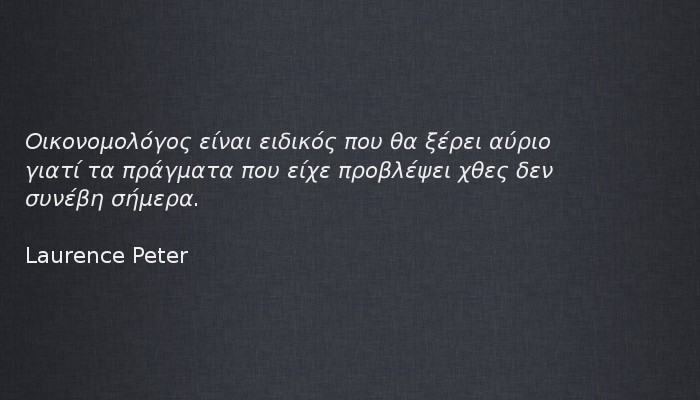 Οικονομολόγος είναι ειδικός που θα ξέρει αύριο
γιατί τα πράγματα που είχε προβλέψει χθες δεν
συνέβη σήμερα.
Laurence Peter